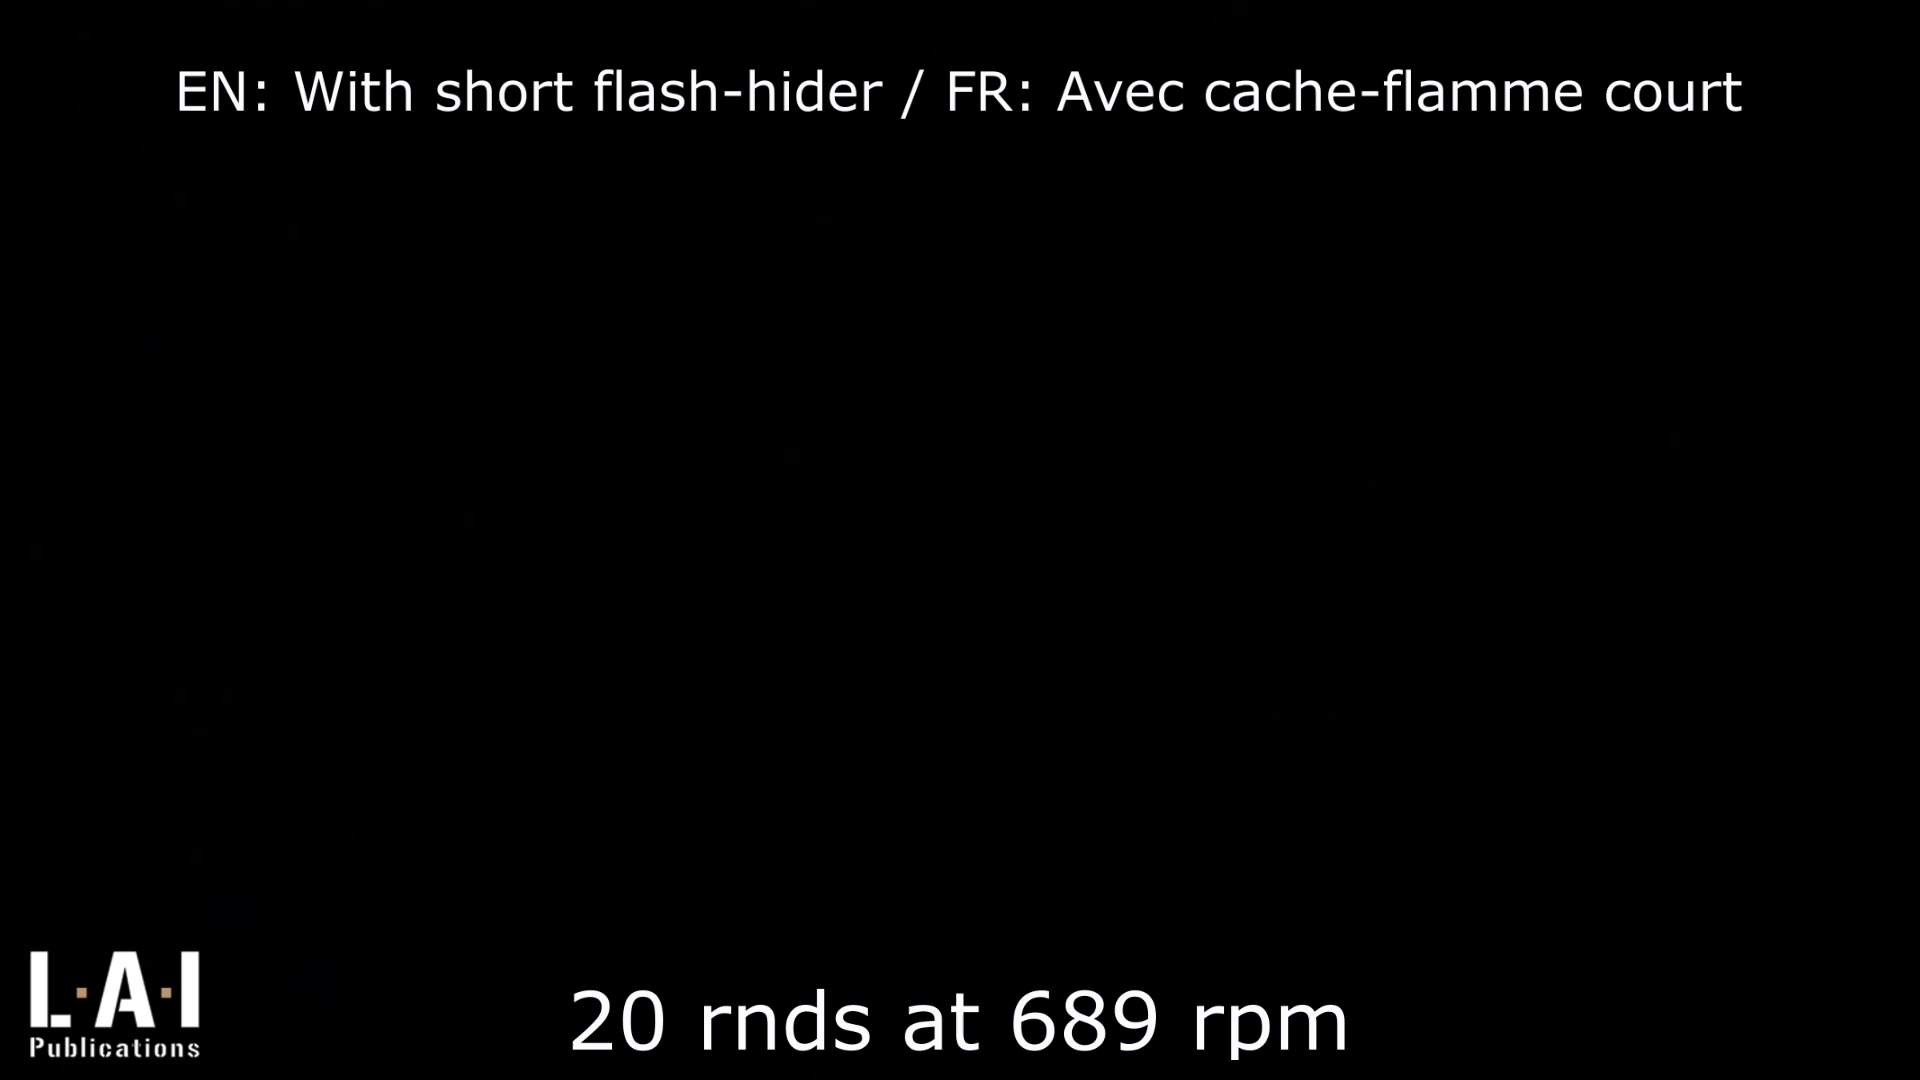 EN: With short flash-hider / FR: Avec cache-flamme court
L·A·I
Publications
20 rnds at 689 rpm